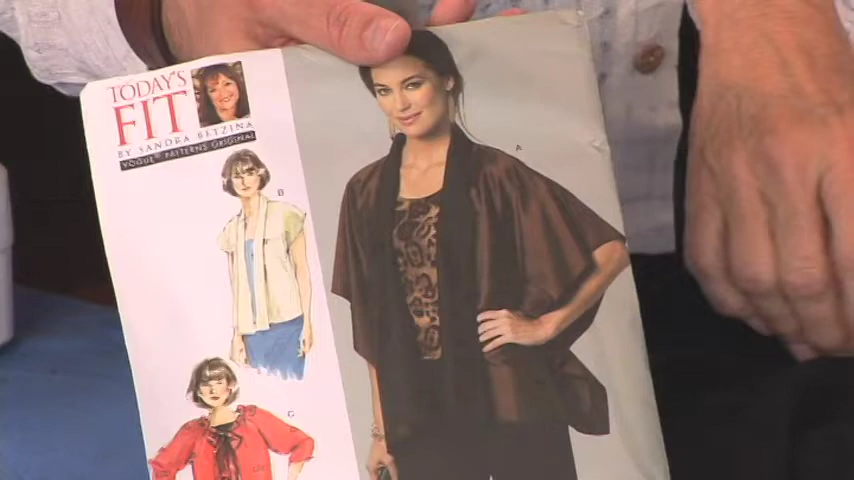 TODAY'S
FIT
BY SANDRA BETZINA
VOGUE PATTERNS ORIGINAL
A
B
C